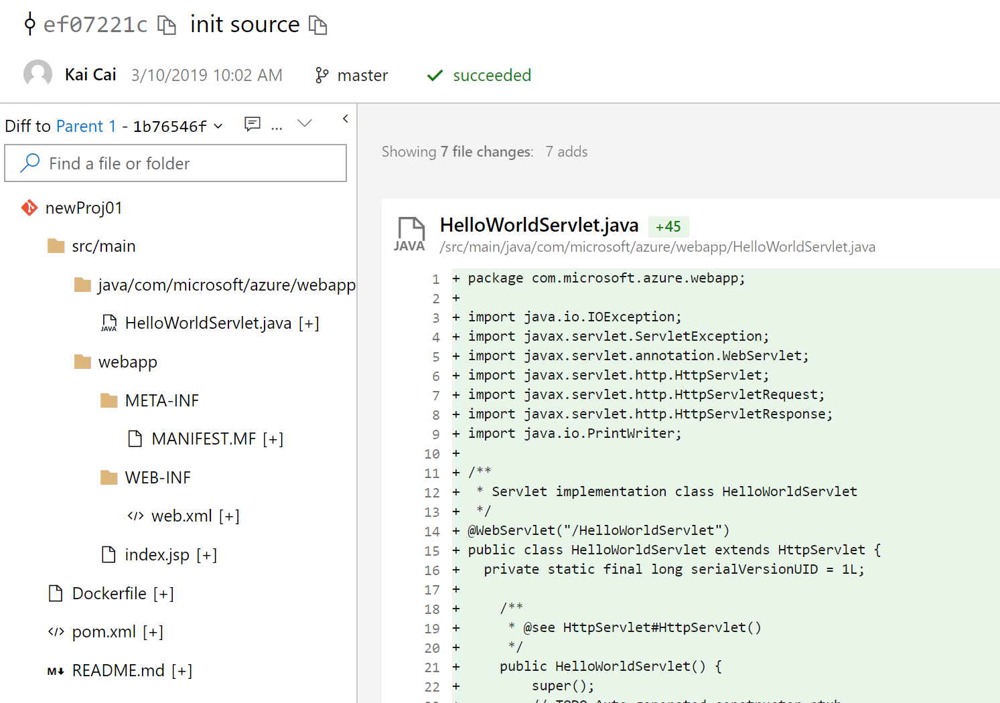 ef07221c init source
Kai Cai 3/10/2019 10:02 AM master succeeded
Diff to Parent 1 - 1b76546f ...
Find a file or folder
newProj01
src/main
java/com/microsoft/azure/webapp
JAVA HelloWorldServlet.java [+]
webapp
META-INF
MANIFEST.MF [+]
WEB-INF
</> web.xml [+]
index.jsp [+]
Dockerfile [+]
</> pom.xml [+]
M↓ README.md [+]
Showing 7 file changes: 7 adds
JAVA HelloWorldServlet.java +45
/src/main/java/com/microsoft/azure/webapp/HelloWorldServlet.java
1 + package com.microsoft.azure.webapp;
2 +
3 + import java.io.IOException;
4 + import javax.servlet.ServletException;
5 + import javax.servlet.annotation.WebServlet;
6 + import javax.servlet.http.HttpServlet;
7 + import javax.servlet.http.HttpServletRequest;
8 + import javax.servlet.http.HttpServletResponse;
9 + import java.io.PrintWriter;
10 +
11 + /**
12 +  * Servlet implementation class HelloWorldServlet
13 +  */
14 + @WebServlet("/HelloWorldServlet")
15 + public class HelloWorldServlet extends HttpServlet {
16 +   private static final long serialVersionUID = 1L;
17 +
18 +     /**
19 +      * @see HttpServlet#HttpServlet()
20 +      */
21 +     public HelloWorldServlet() {
22 +         super();
// TODO Auto-generated constructor stub